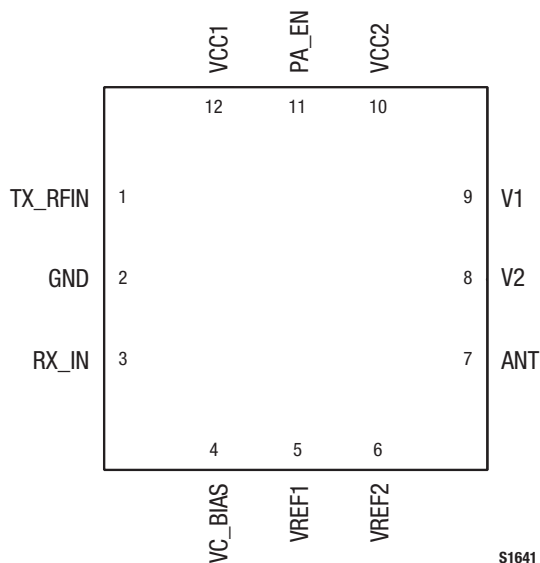 VCC1
PA_EN
VCC2
12
11
10
TX_RFIN 1
9 V1
GND 2
8 V2
RX_IN 3
7 ANT
4
5
6
VC_BIAS
VREF1
VREF2
S1641